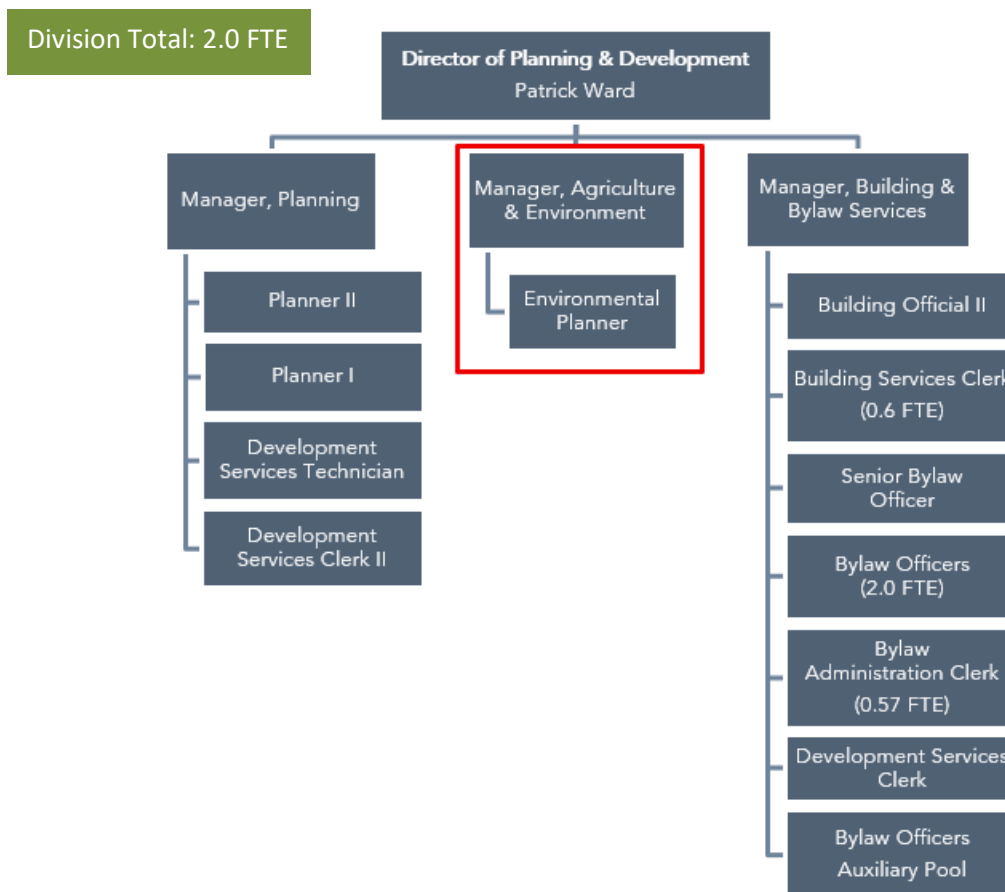 Division Total: 2.0 FTE
Director of Planning & Development
Patrick Ward
Manager, Planning
Planner II
Planner I
Development
Services Technician
Development
Services Clerk II
Manager, Agriculture
& Environment
Environmental
Planner
Manager, Building &
Bylaw Services
Building Official II
Building Services Clerk
(0.6 FTE)
Senior Bylaw
Officer
Bylaw Officers
(2.0 FTE)
Bylaw
Administration Clerk
(0.57 FTE)
Development Services
Clerk
Bylaw Officers
Auxiliary Pool